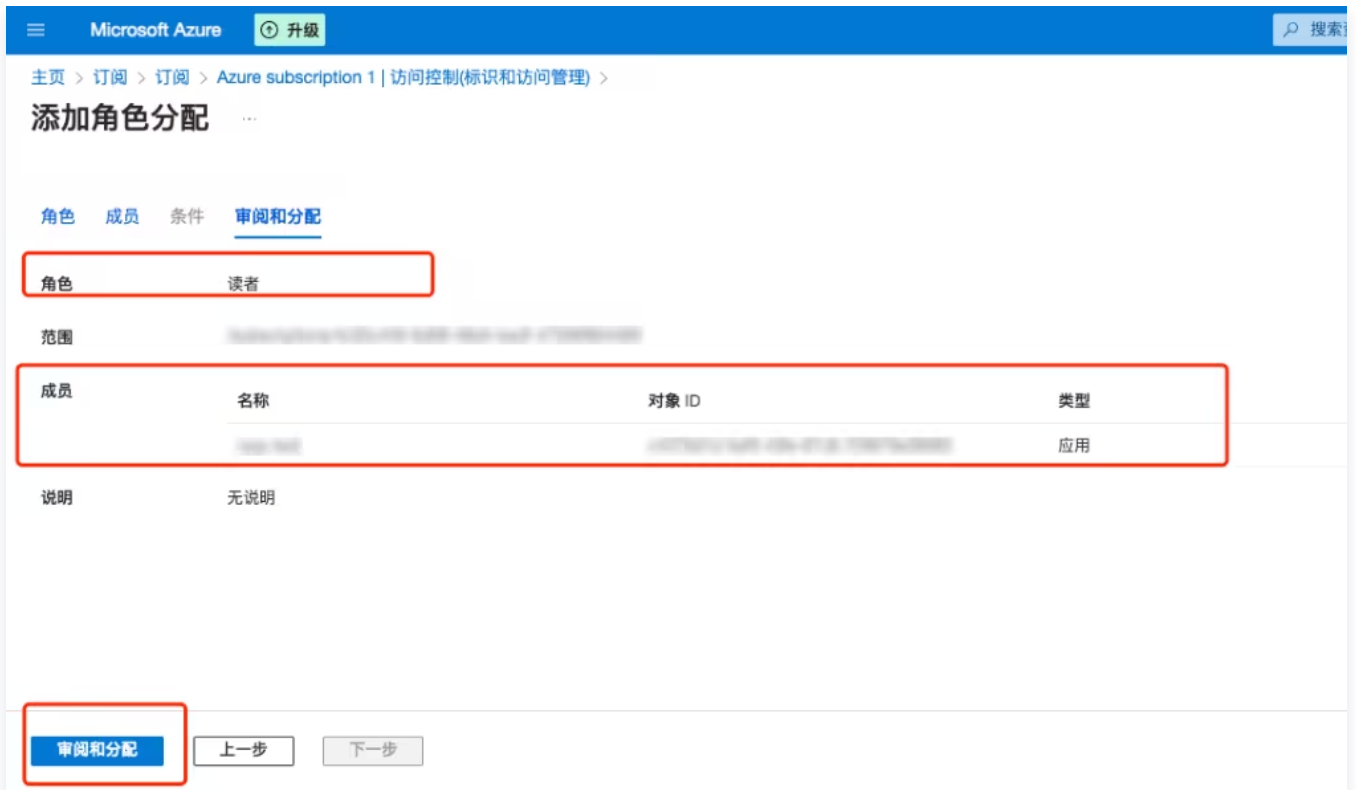 Microsoft Azure 升级 搜索
主页 > 订阅 > 订阅 > Azure subscription 1 | 访问控制(标识和访问管理) >
添加角色分配 ...
角色 成员 条件 审阅和分配
角色 读者
范围
成员 名称 对象 ID 类型
应用
说明 无说明
审阅和分配 上一步 下一步